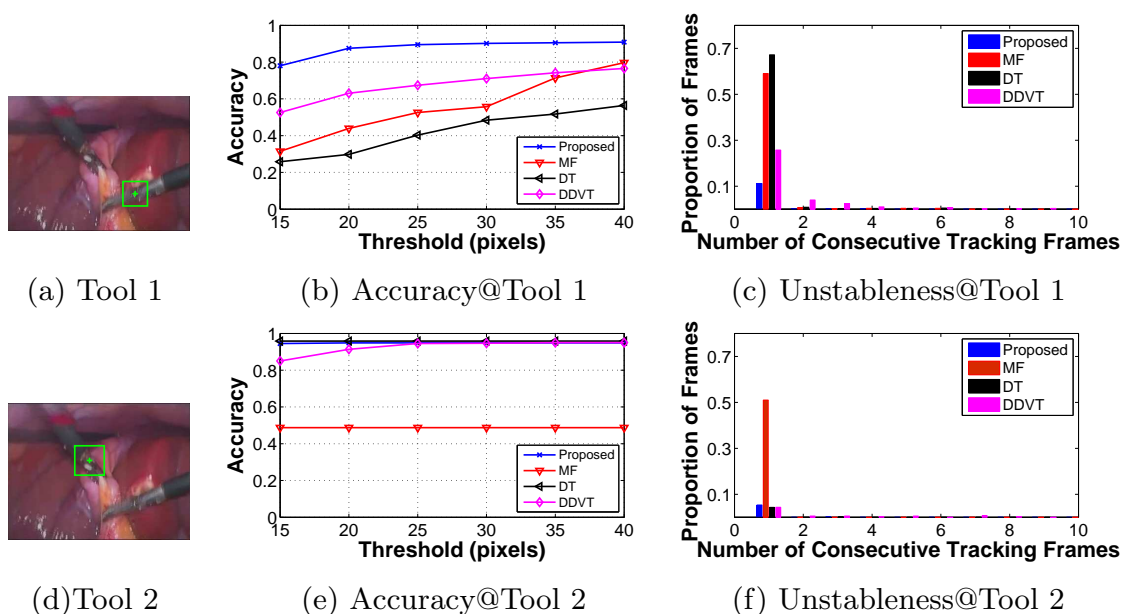 1
0.8
0.6
0.4
0.2
0
15 20 25 30 35 40
Accuracy
Threshold (pixels)
Proposed
MF
DT
DDVT
0.7
0.5
0.3
0.1
0 2 4 6 8 10
Proportion of Frames
Number of Consecutive Tracking Frames
Proposed
MF
DT
DDVT
(a) Tool 1
(b) Accuracy@Tool 1
(c) Unstableness@Tool 1
1
0.8
0.6
0.4
0.2
0
15 20 25 30 35 40
Accuracy
Threshold (pixels)
Proposed
MF
DT
DDVT
0.7
0.5
0.3
0.1
0 2 4 6 8 10
Proportion of Frames
Number of Consecutive Tracking Frames
Proposed
MF
DT
DDVT
(d)Tool 2
(e) Accuracy@Tool 2
(f) Unstableness@Tool 2